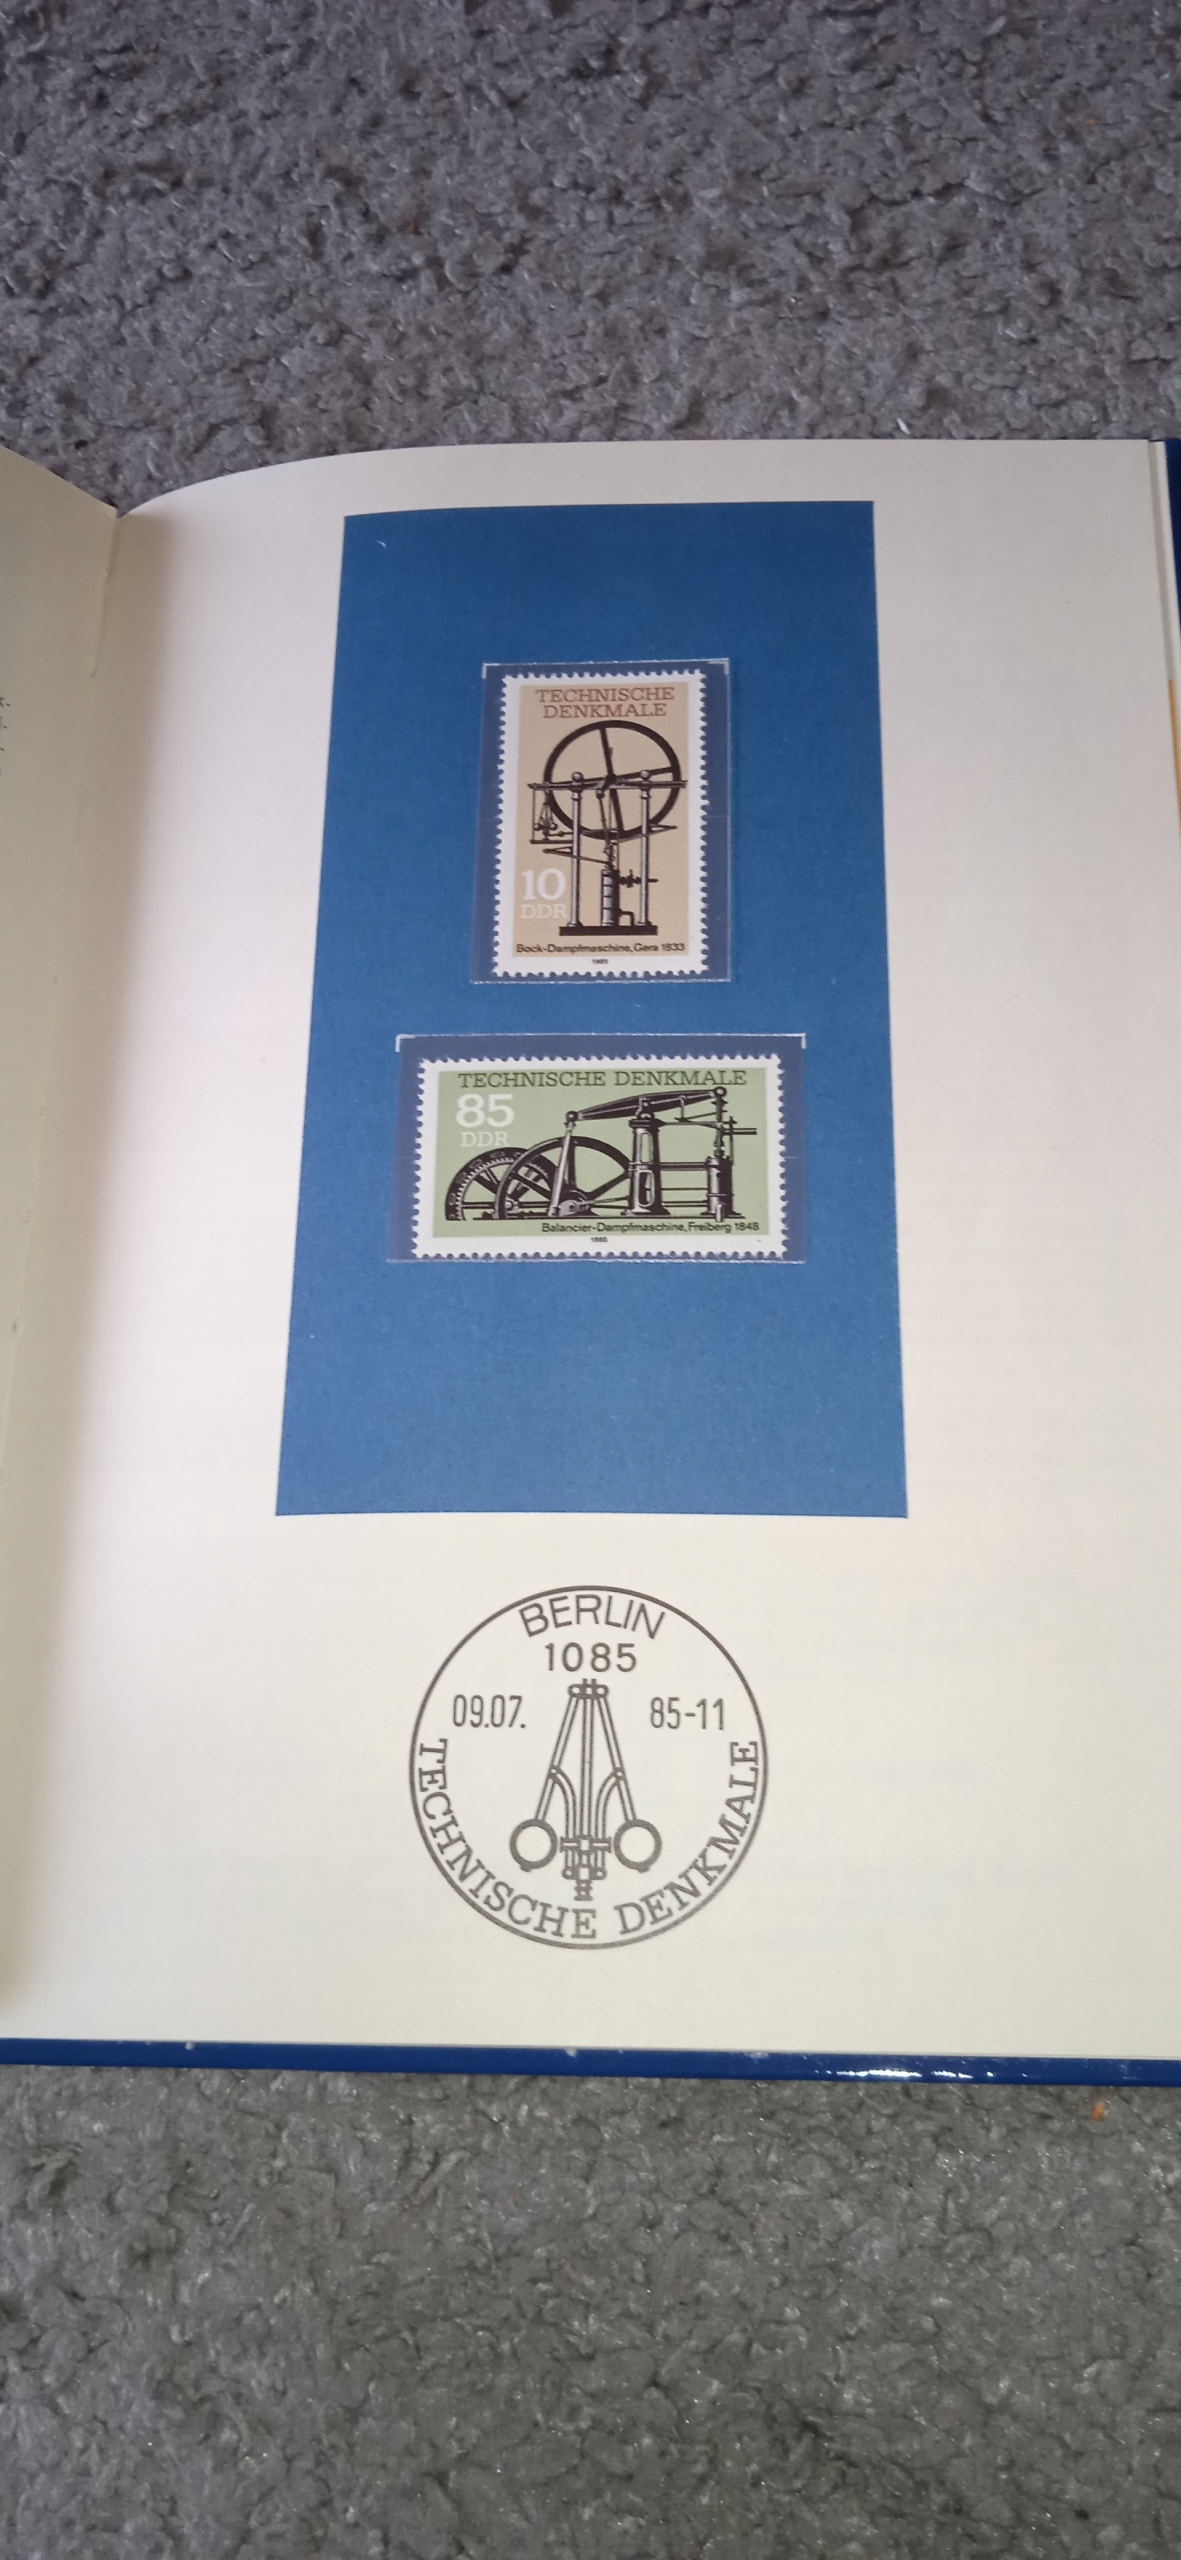 TECHNISCHE
DENKMALE
10
DDR
Bock-Dampfmaschine, Gera 1833
1985
TECHNISCHE DENKMALE
85
DDR
Balancier-Dampfmaschine, Freiberg 1848
1985
BERLIN
1085
09.07. 85-11
TECHNISCHE DENKMALE